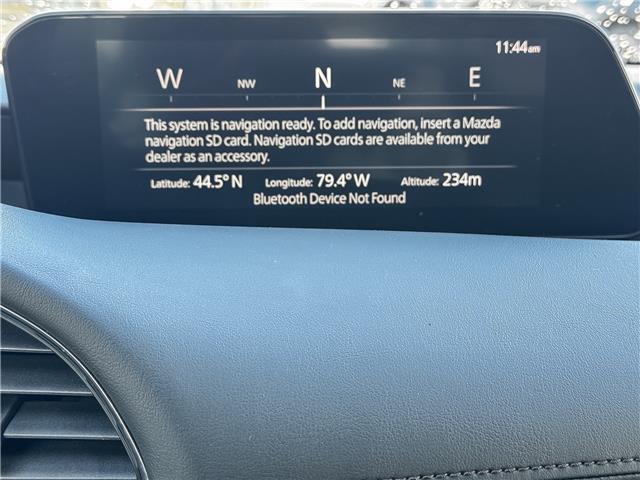 11:44am
W NW N NE E
This system is navigation ready. To add navigation, insert a Mazda
navigation SD card. Navigation SD cards are available from your
dealer as an accessory.
Latitude: 44.5° N Longitude: 79.4° W Altitude: 234m
Bluetooth Device Not Found